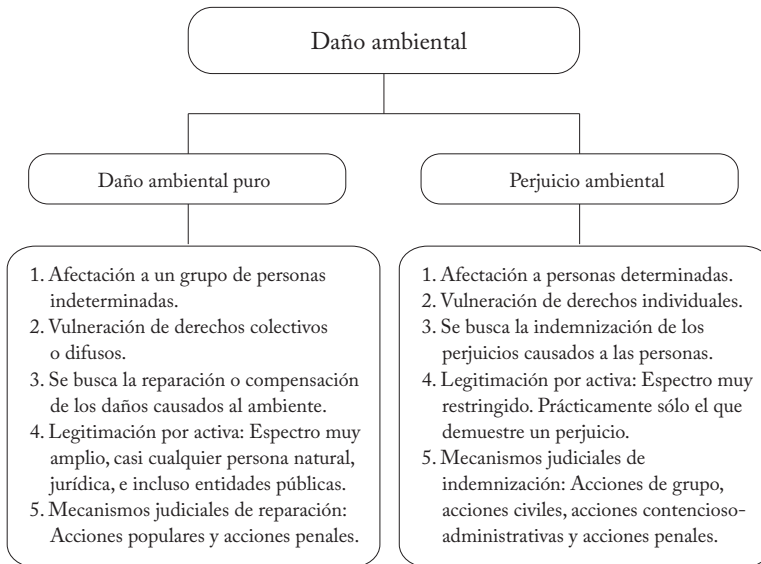 Daño ambiental
Daño ambiental puro
Perjuicio ambiental
1. Afectación a un grupo de personas
indeterminadas.
2. Vulneración de derechos colectivos
o difusos.
3. Se busca la reparación o compensación
de los daños causados al ambiente.
4. Legitimación por activa: Espectro muy
amplio, casi cualquier persona natural,
jurídica, e incluso entidades públicas.
5. Mecanismos judiciales de reparación:
Acciones populares y acciones penales.
1. Afectación a personas determinadas.
2. Vulneración de derechos individuales.
3. Se busca la indemnización de los
perjuicios causados a las personas.
4. Legitimación por activa: Espectro muy
restringido. Prácticamente sólo el que
demuestre un perjuicio.
5. Mecanismos judiciales de
indemnización: Acciones de grupo,
acciones civiles, acciones contencioso-
administrativas y acciones penales.